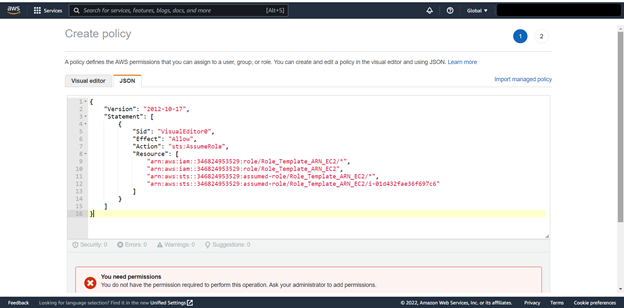 aws
Services
Search for services, features, blogs, docs, and more
[Alt+S]
Global
Create policy
1
2
A policy defines the AWS permissions that you can assign to a user, group, or role. You can create and edit a policy in the visual editor and using JSON. Learn more
Visual editor
JSON
Import managed policy
1 {
2 "Version": "2012-10-17",
3 "Statement": [
4 {
5 "Sid": "VisualEditor0",
6 "Effect": "Allow",
7 "Action": "sts:AssumeRole",
8 "Resource": [
9 "arn:aws:iam::346824953529:role/Role_Template_ARN_EC2/*",
10 "arn:aws:iam::346824953529:role/Role_Template_ARN_EC2",
11 "arn:aws:sts::346824953529:assumed-role/Role_Template_ARN_EC2/*",
12 "arn:aws:sts::346824953529:assumed-role/Role_Template_ARN_EC2/i-01d432fae36f697c6"
13 ]
14 }
15 ]
16 }
Security: 0
Errors: 0
Warnings: 0
Suggestions: 0
You need permissions
You do not have the permission required to perform this operation. Ask your administrator to add permissions.
Feedback
Looking for language selection? Find it in the new Unified Settings
© 2022, Amazon Web Services, Inc. or its affiliates.
Privacy
Terms
Cookie preferences